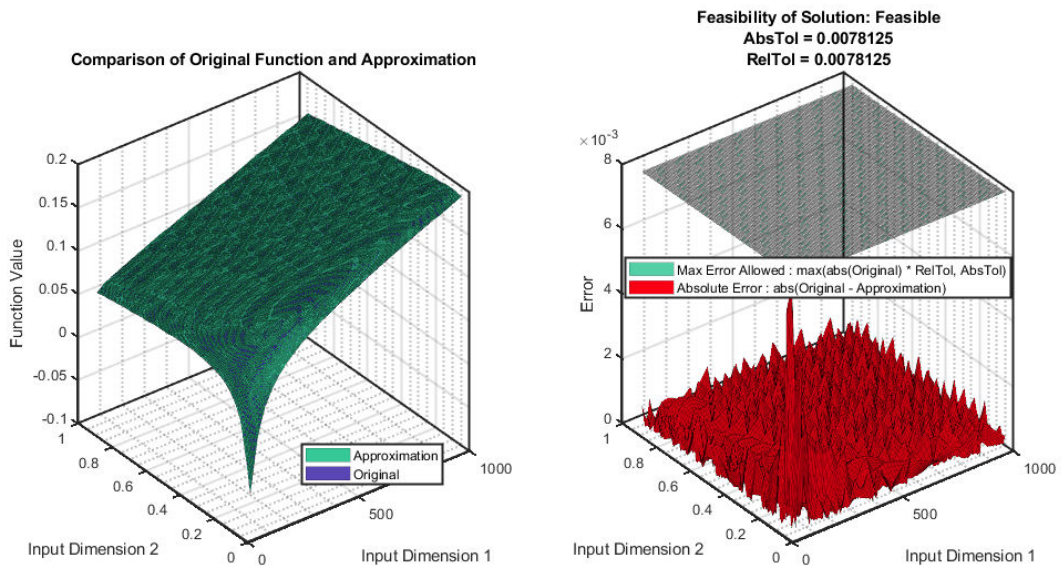 Comparison of Original Function and Approximation
Function Value
0.2
0.15
0.1
0.05
0
-0.05
-0.1
1
0.8
0.6
0.4
0.2
0
Input Dimension 2
0
500
1000
Input Dimension 1
Approximation
Original
Feasibility of Solution: Feasible
AbsTol = 0.0078125
RelTol = 0.0078125
×10⁻³
Error
8
6
4
2
0
1
0.8
0.6
0.4
0.2
0
Input Dimension 2
0
500
1000
Input Dimension 1
Max Error Allowed : max(abs(Original) * RelTol, AbsTol)
Absolute Error : abs(Original - Approximation)